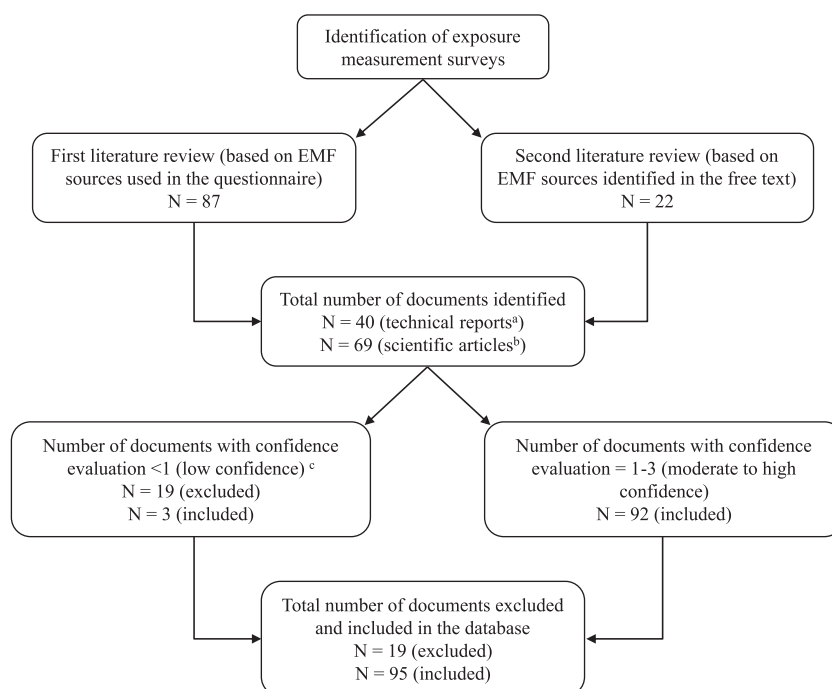 Identification of exposure
measurement surveys
First literature review (based on EMF
sources used in the questionnaire)
N = 87
Second literature review (based on
EMF sources identified in the free text)
N = 22
Total number of documents identified
N = 40 (technical reportsᵃ)
N = 69 (scientific articlesᵇ)
Number of documents with confidence
evaluation <1 (low confidence) ᶜ
N = 19 (excluded)
N = 3 (included)
Number of documents with confidence
evaluation = 1-3 (moderate to high
confidence)
N = 92 (included)
Total number of documents excluded
and included in the database
N = 19 (excluded)
N = 95 (included)